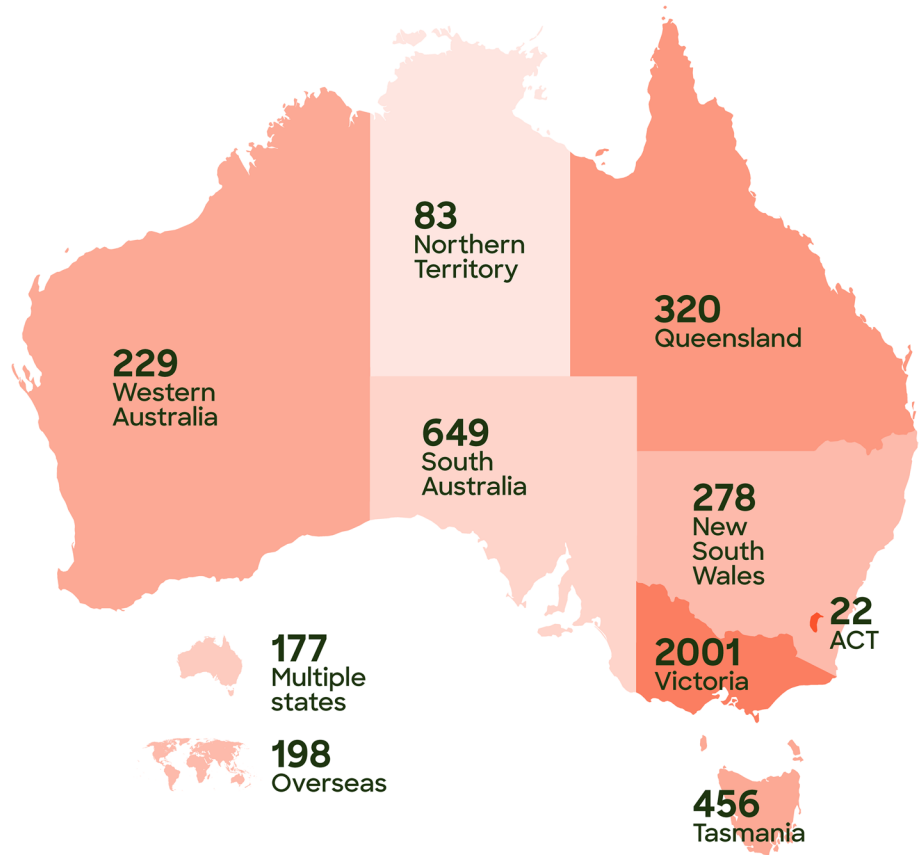 83
Northern
Territory
320
Queensland
229
Western
Australia
649
South
Australia
278
New
South
Wales
22
ACT
2001
Victoria
177
Multiple
states
198
Overseas
456
Tasmania